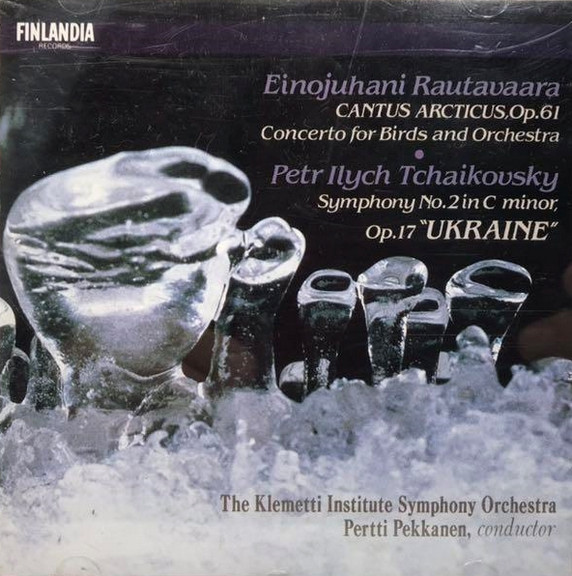 FINLANDIA
RECORDS
Einojuhani Rautavaara
CANTUS ARCTICUS,Op.61
Concerto for Birds and Orchestra
Petr Ilych Tchaikovsky
Symphony No.2 in C minor,
Op.17 "UKRAINE"
The Klemetti Institute Symphony Orchestra
Pertti Pekkanen, conductor